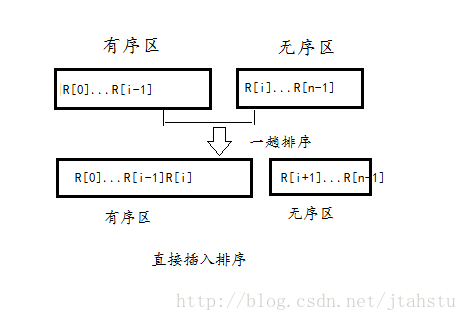 有序区 无序区
R[0]...R[i-1] R[i]...R[n-1]
一趟排序
R[0]...R[i-1]R[i] R[i+1]...R[n-1]
有序区 无序区
直接插入排序
http://blog.csdn.net/jtahstu